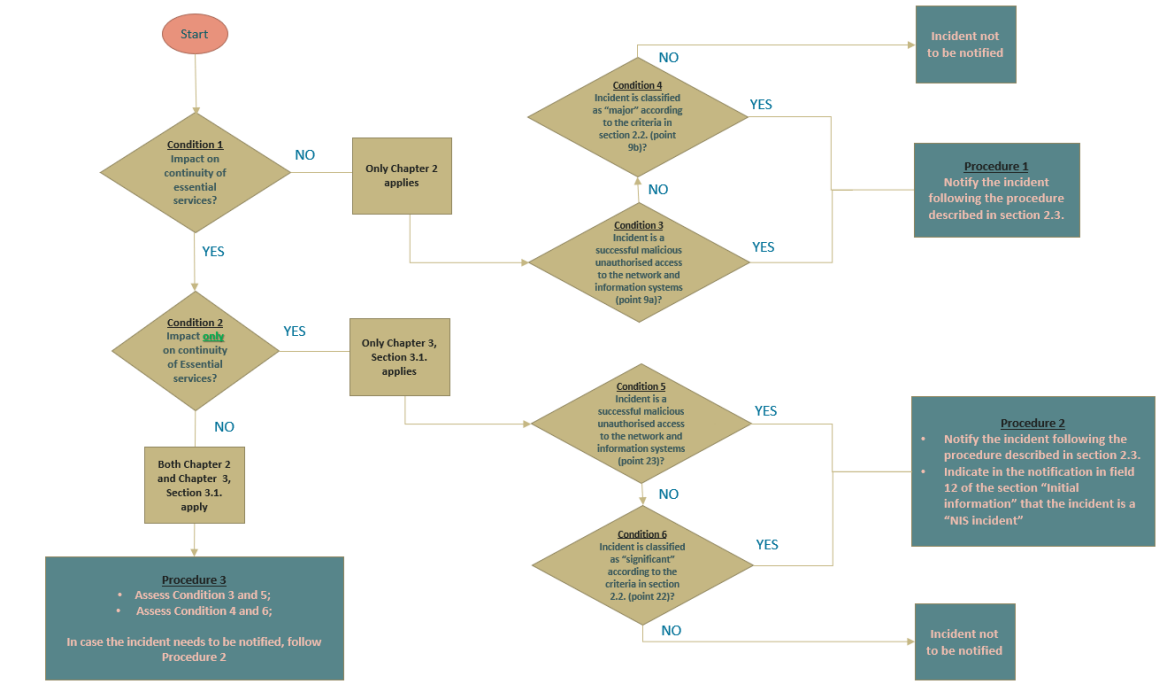 Start
Condition 1
Impact on
continuity of
essential
services?
NO
Only Chapter 2
applies
YES
Condition 2
Impact only
on continuity
of Essential
services?
YES
Only Chapter 3,
Section 3.1.
applies
NO
Both Chapter 2
and Chapter 3,
Section 3.1.
apply
Procedure 3
• Assess Condition 3 and 5;
• Assess Condition 4 and 6;
In case the incident needs to be notified, follow
Procedure 2
Condition 3
Incident is a
successful malicious
unauthorised access
to the network and
information systems
(point 9a)?
YES
NO
Condition 4
Incident is classified
as “major” according
to the criteria in
section 2.2. (point
9b)?
YES
NO
Incident not
to be notified
Procedure 1
Notify the incident
following the procedure
described in section 2.3.
Condition 5
Incident is a
successful malicious
unauthorised access
to the network and
information systems
(point 23)?
YES
NO
Condition 6
Incident is classified
as “significant”
according to the
criteria in section
2.2. (point 22)?
YES
NO
Procedure 2
• Notify the incident following the
procedure described in section 2.3.
• Indicate in the notification in field
12 of the section “Initial
information” that the incident is a
“NIS incident”
Incident not
to be notified